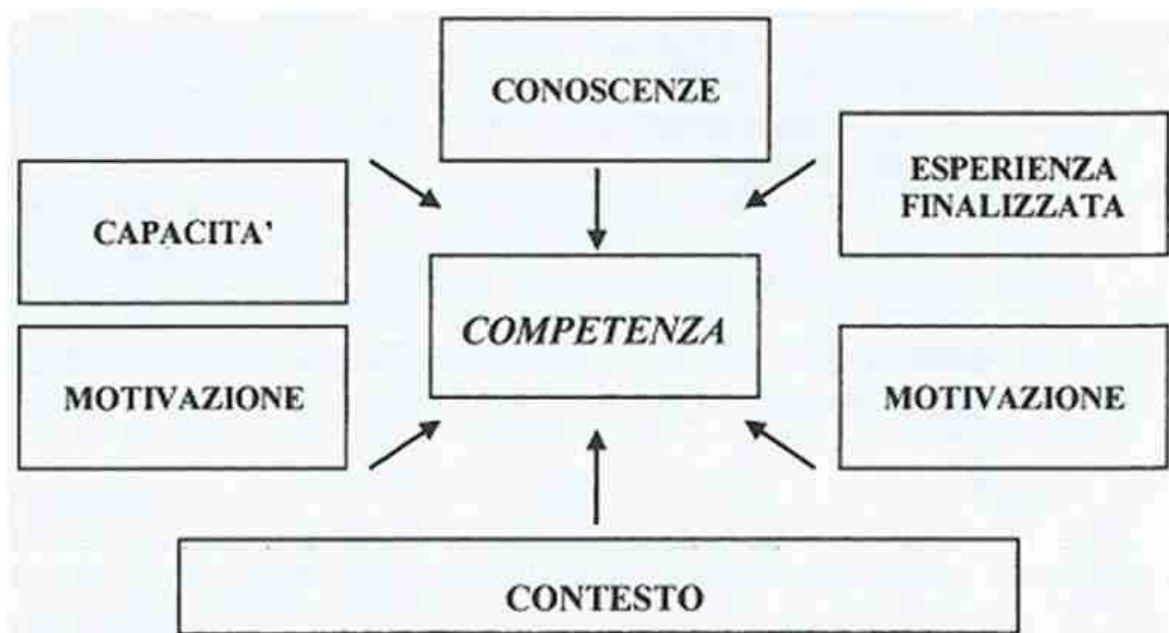 CONOSCENZE
ESPERIENZA
FINALIZZATA
CAPACITA’
COMPETENZA
MOTIVAZIONE
MOTIVAZIONE
CONTESTO